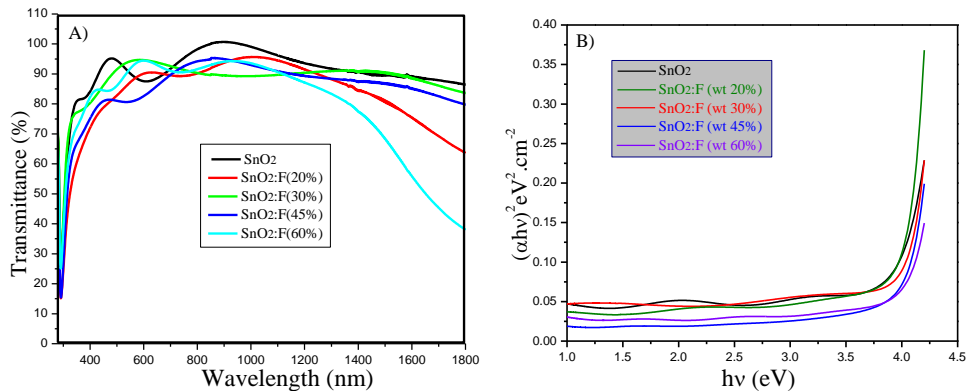 A)
Transmittance (%)
110
100
90
80
70
60
50
40
30
20
10
0
SnO2
SnO2:F(20%)
SnO2:F(30%)
SnO2:F(45%)
SnO2:F(60%)
400 600 800 1000 1200 1400 1600 1800
Wavelength (nm)
B)
(αhν)2 eV2.cm-2
0.40
0.35
0.30
0.25
0.20
0.15
0.10
0.05
0.00
SnO2
SnO2:F (wt 20%)
SnO2:F (wt 30%)
SnO2:F (wt 45%)
SnO2:F (wt 60%)
1.0 1.5 2.0 2.5 3.0 3.5 4.0 4.5
hν (eV)